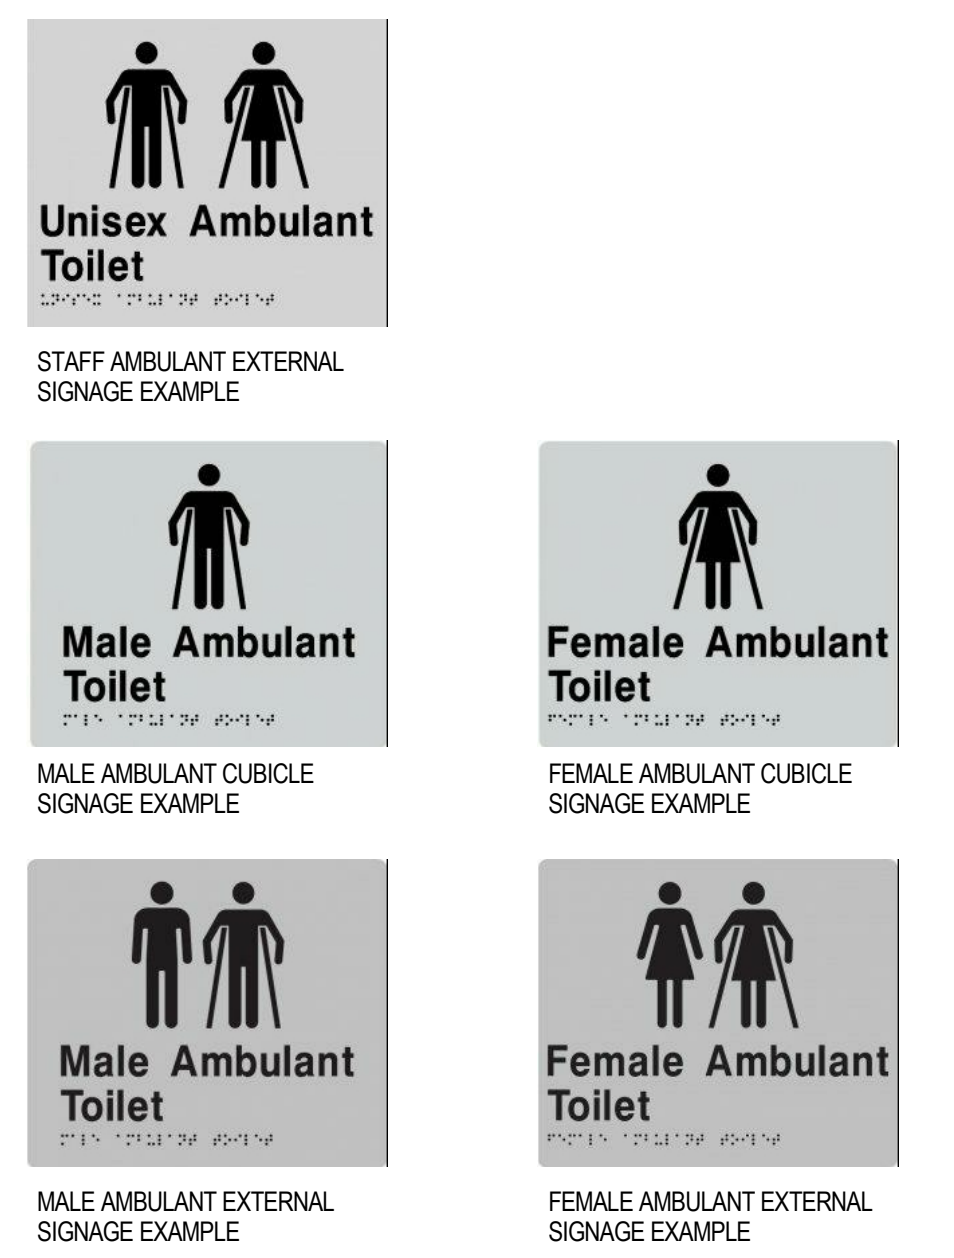 Unisex Ambulant
Toilet
⠥⠝⠊⠎⠑⠭ ⠁⠍⠃⠥⠇⠁⠝⠞ ⠞⠕⠊⠇⠑⠞
STAFF AMBULANT EXTERNAL
SIGNAGE EXAMPLE
Male Ambulant
Toilet
⠍⠁⠇⠑ ⠁⠍⠃⠥⠇⠁⠝⠞ ⠞⠕⠊⠇⠑⠞
MALE AMBULANT CUBICLE
SIGNAGE EXAMPLE
Female Ambulant
Toilet
⠋⠑⠍⠁⠇⠑ ⠁⠍⠃⠥⠇⠁⠝⠞ ⠞⠕⠊⠇⠑⠞
FEMALE AMBULANT CUBICLE
SIGNAGE EXAMPLE
Male Ambulant
Toilet
⠍⠁⠇⠑ ⠁⠍⠃⠥⠇⠁⠝⠞ ⠞⠕⠊⠇⠑⠞
MALE AMBULANT EXTERNAL
SIGNAGE EXAMPLE
Female Ambulant
Toilet
⠋⠑⠍⠁⠇⠑ ⠁⠍⠃⠥⠇⠁⠝⠞ ⠞⠕⠊⠇⠑⠞
FEMALE AMBULANT EXTERNAL
SIGNAGE EXAMPLE